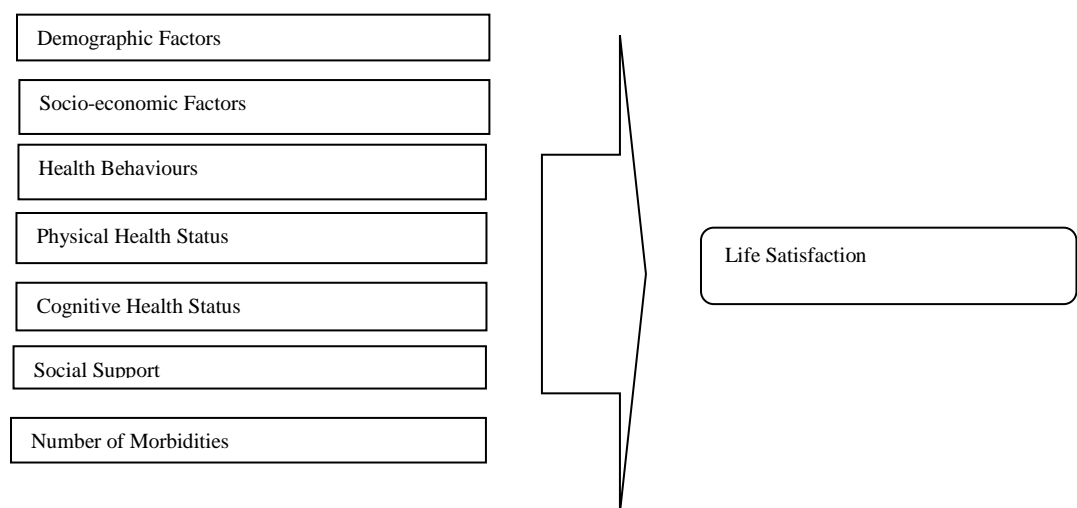 Demographic Factors
Socio-economic Factors
Health Behaviours
Physical Health Status
Life Satisfaction
Cognitive Health Status
Social Support
Number of Morbidities